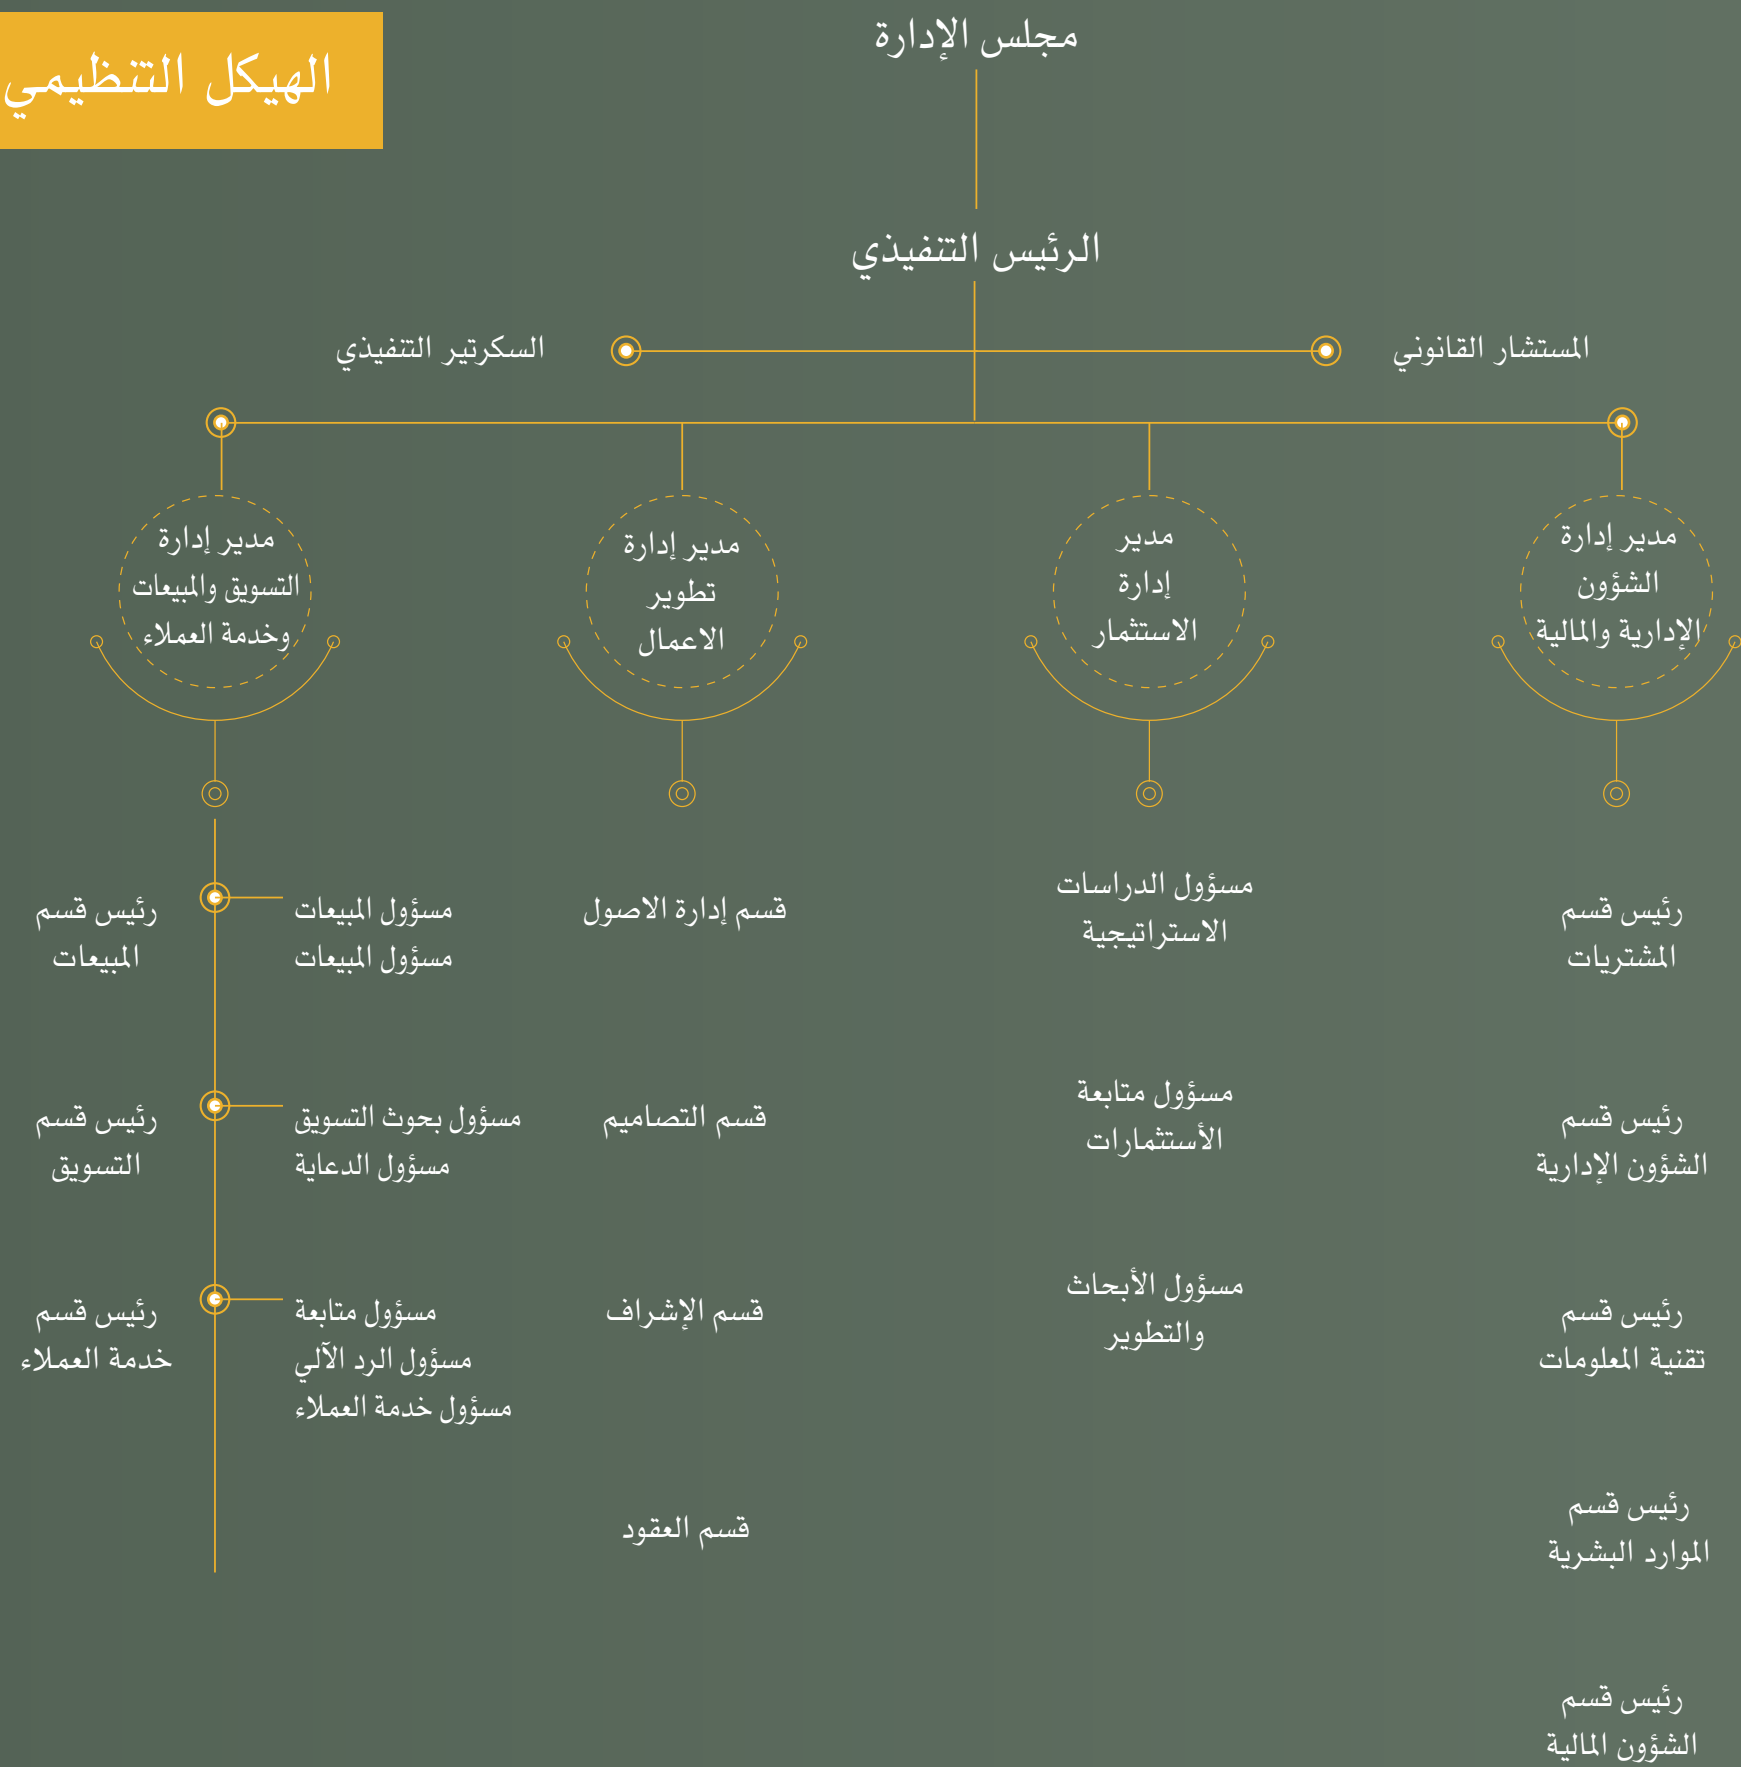 الهيكل التنظيمي
مجلس الإدارة
الرئيس التنفيذي
المستشار القانوني
السكرتير التنفيذي
مدير إدارة
الشؤون
الإدارية والمالية
مدير
إدارة
الاستثمار
مدير إدارة
تطوير
الاعمال
مدير إدارة
التسويق والمبيعات
وخدمة العملاء
رئيس قسم
المشتريات
رئيس قسم
الشؤون الإدارية
رئيس قسم
تقنية المعلومات
رئيس قسم
الموارد البشرية
رئيس قسم
الشؤون المالية
مسؤول الدراسات
الاستراتيجية
مسؤول متابعة
الأستثمارات
مسؤول الأبحاث
والتطوير
قسم إدارة الاصول
قسم التصاميم
قسم الإشراف
قسم العقود
مسؤول المبيعات
مسؤول المبيعات
رئيس قسم
المبيعات
مسؤول بحوث التسويق
مسؤول الدعاية
رئيس قسم
التسويق
مسؤول متابعة
مسؤول الرد الآلي
مسؤول خدمة العملاء
رئيس قسم
خدمة العملاء